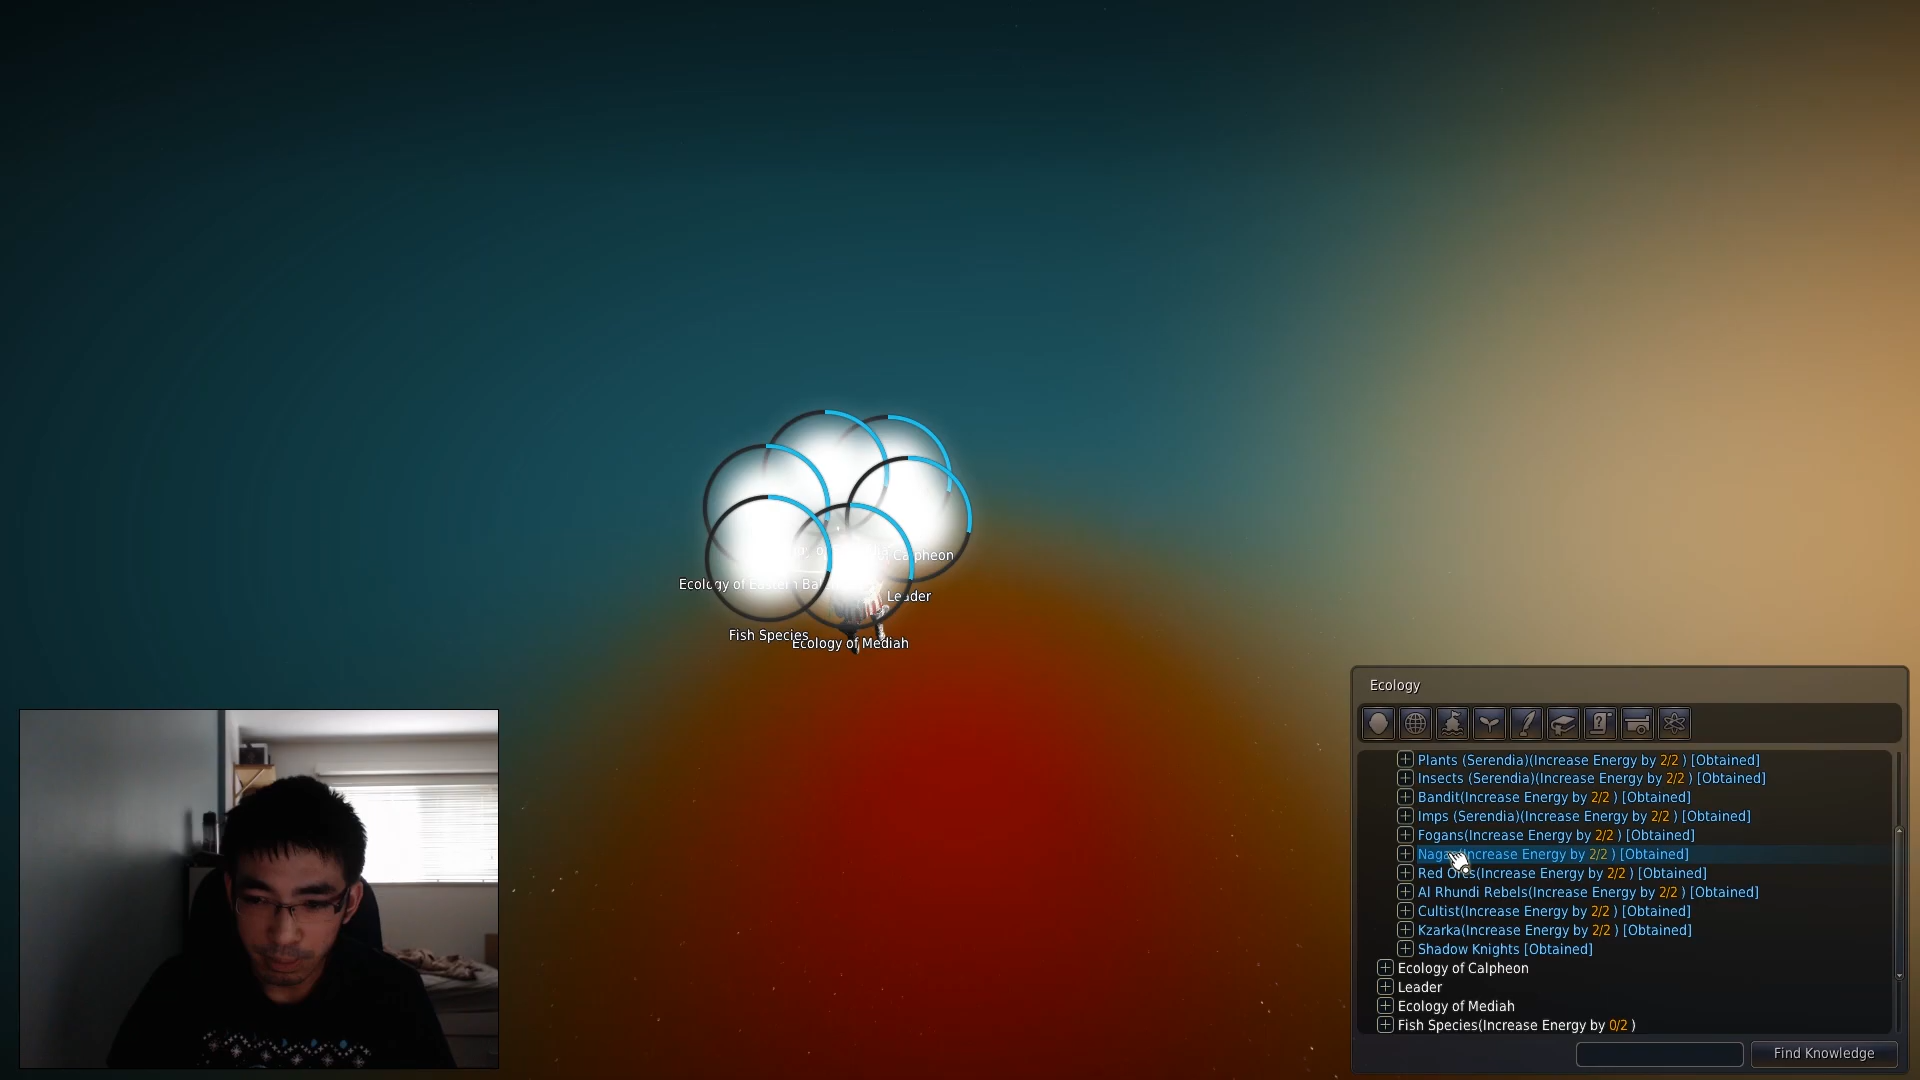 Calpheon
Ecology of Eastern Bal
Leader
Fish Species
Ecology of Mediah
Ecology
Plants (Serendia)(Increase Energy by 2/2 ) [Obtained]
Insects (Serendia)(Increase Energy by 2/2 ) [Obtained]
Bandit(Increase Energy by 2/2 ) [Obtained]
Imps (Serendia)(Increase Energy by 2/2 ) [Obtained]
Fogans(Increase Energy by 2/2 ) [Obtained]
Nagas(Increase Energy by 2/2 ) [Obtained]
Red Orcs(Increase Energy by 2/2 ) [Obtained]
Al Rhundi Rebels(Increase Energy by 2/2 ) [Obtained]
Cultist(Increase Energy by 2/2 ) [Obtained]
Kzarka(Increase Energy by 2/2 ) [Obtained]
Shadow Knights [Obtained]
Ecology of Calpheon
Leader
Ecology of Mediah
Fish Species(Increase Energy by 0/2 )
Find Knowledge